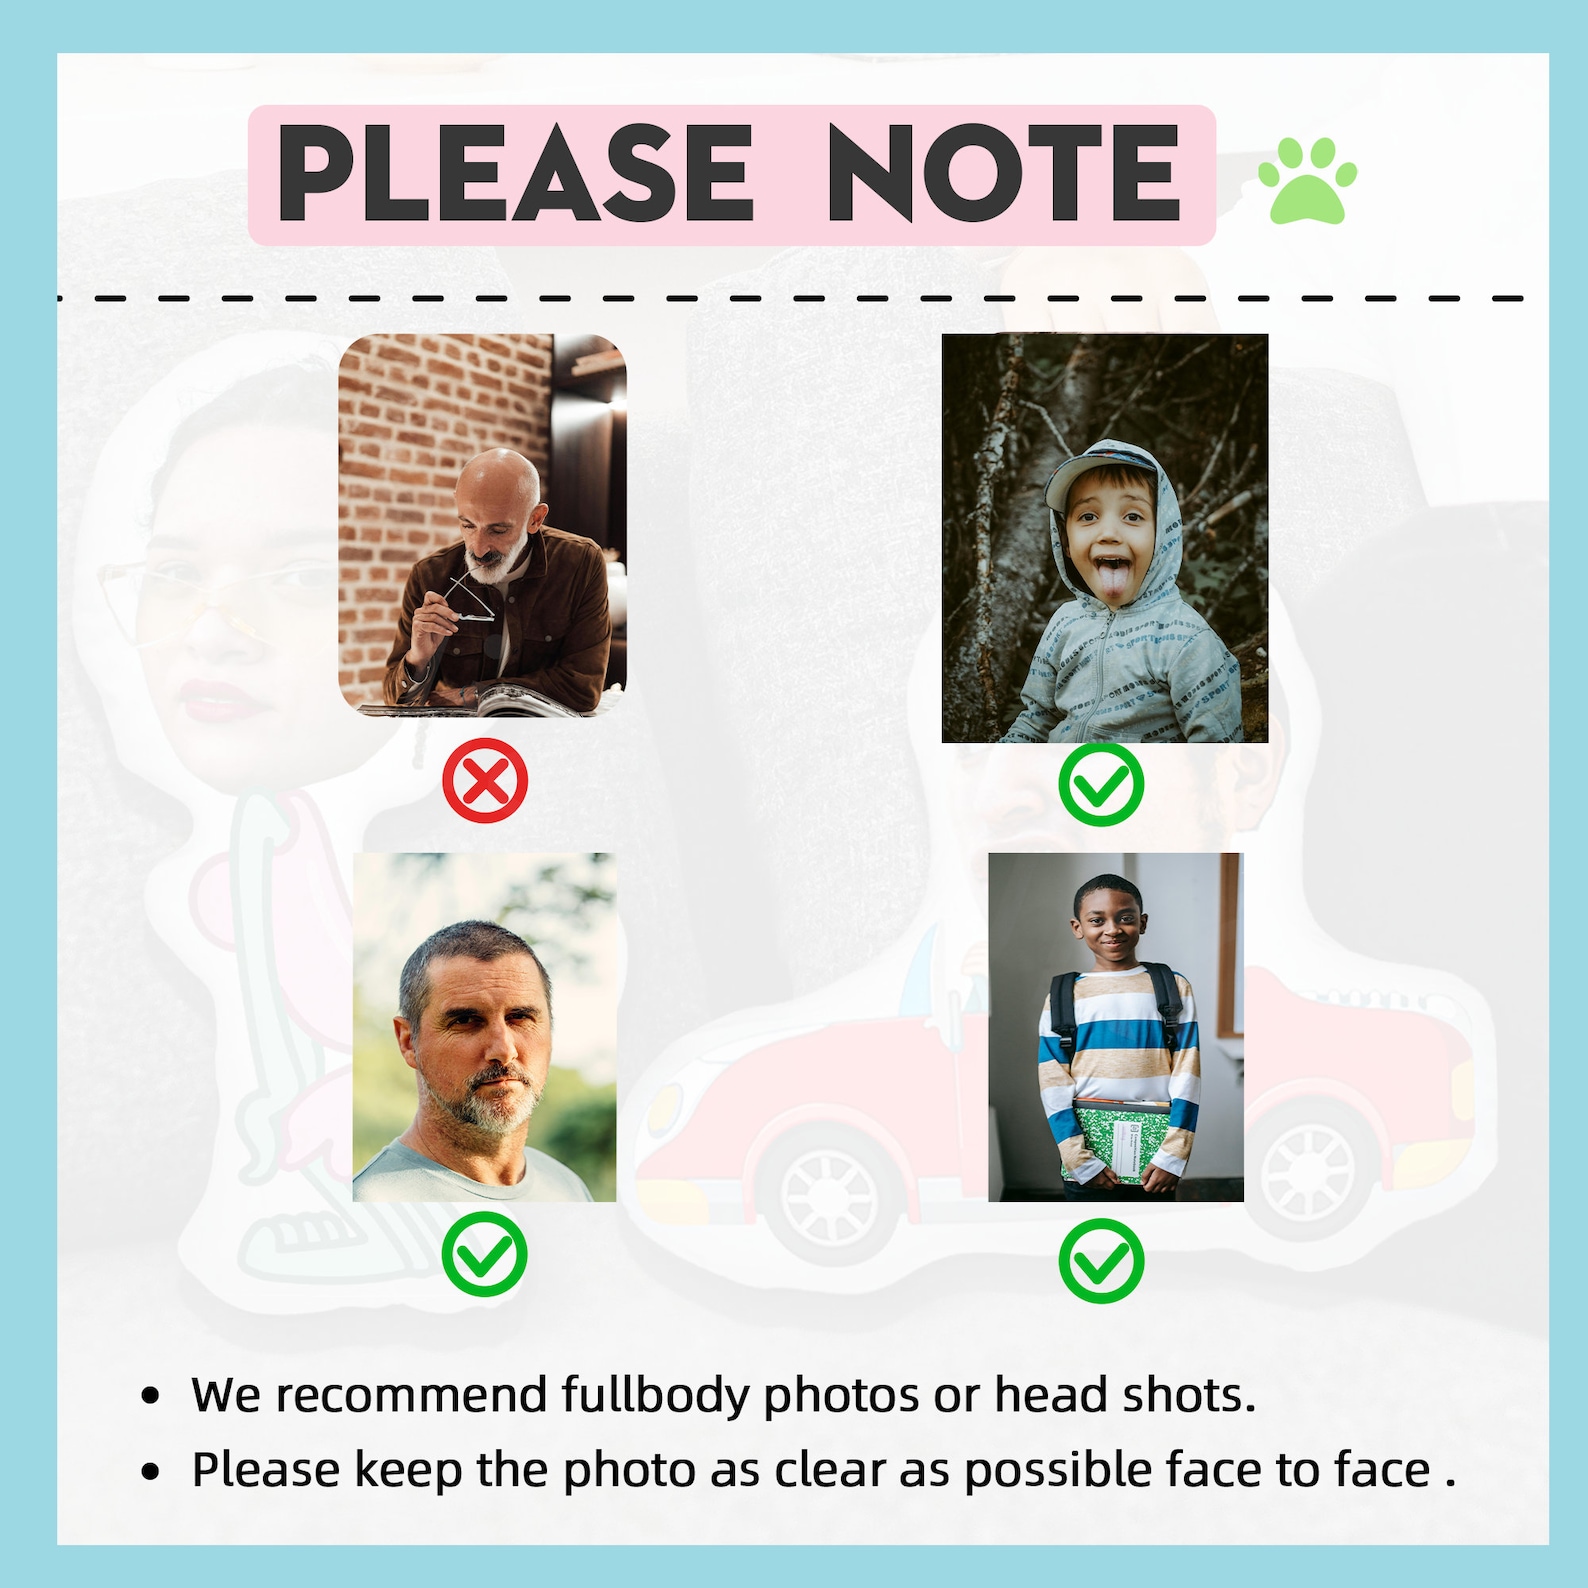 PLEASE NOTE
• We recommend fullbody photos or head shots.
• Please keep the photo as clear as possible face to face .